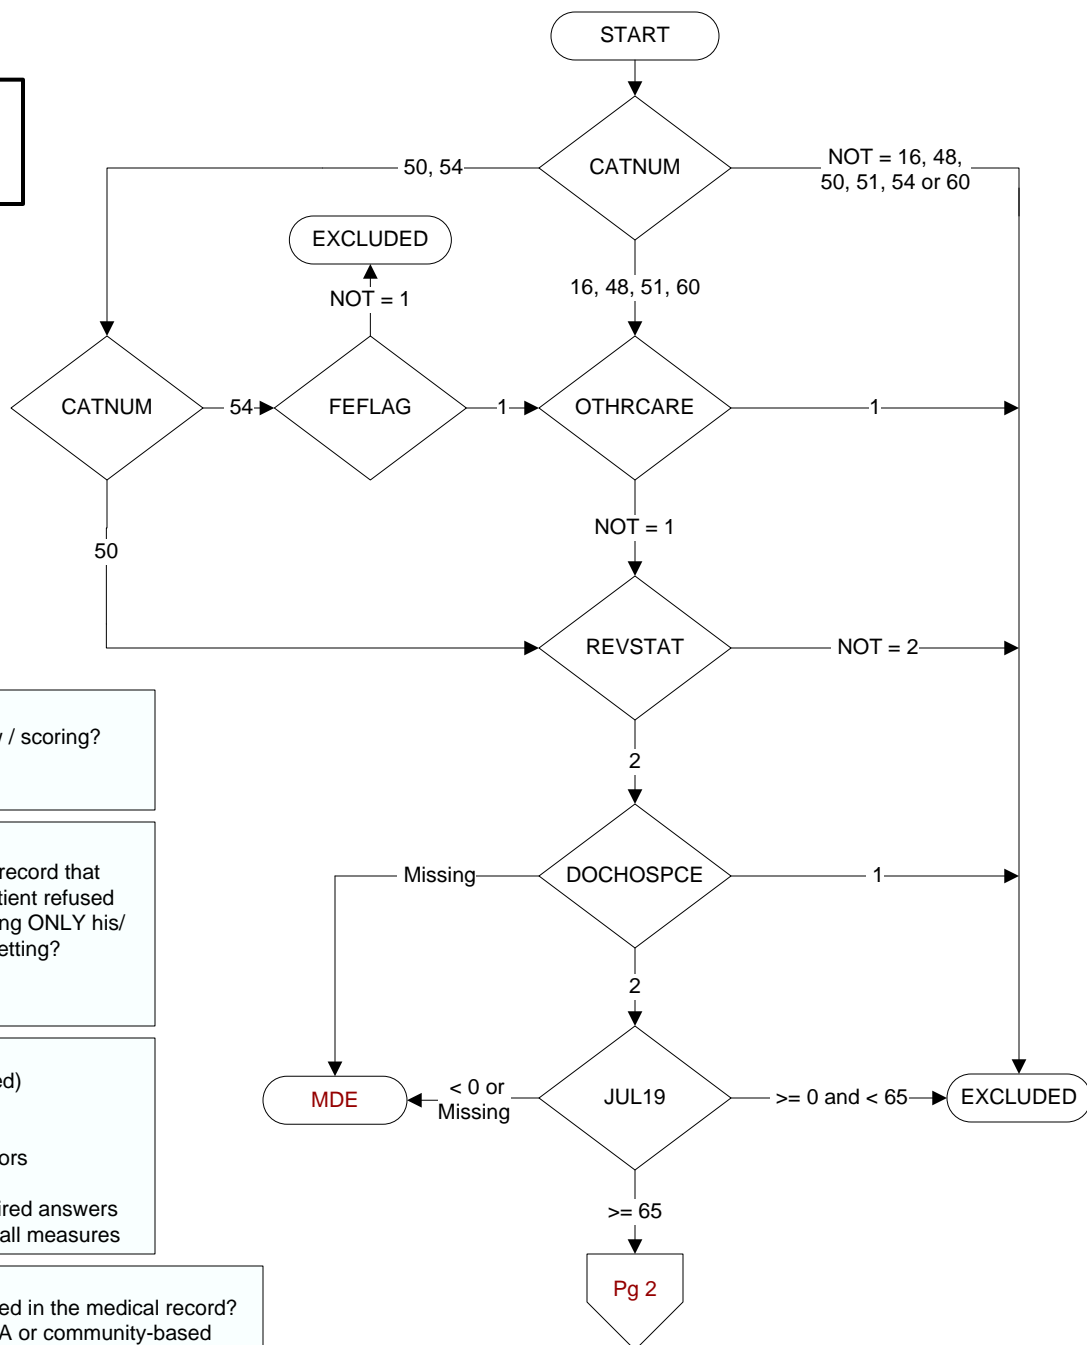 START
CATNUM
50, 54
NOT = 16, 48,
50, 51, 54 or 60
EXCLUDED
NOT = 1
16, 48, 51, 60
CATNUM
54
FEFLAG
1
OTHRCARE
1
NOT = 1
50
REVSTAT
NOT = 2
/ scoring?
2
record that
tient refused
ng ONLY his/
etting?
Missing
DOCHOSPCE
1
2
ed)
ors
ired answers
all measures
MDE
< 0 or
Missing
JUL19
>= 0 and < 65
EXCLUDED
>= 65
Pg 2
ed in the medical record?
A or community-based